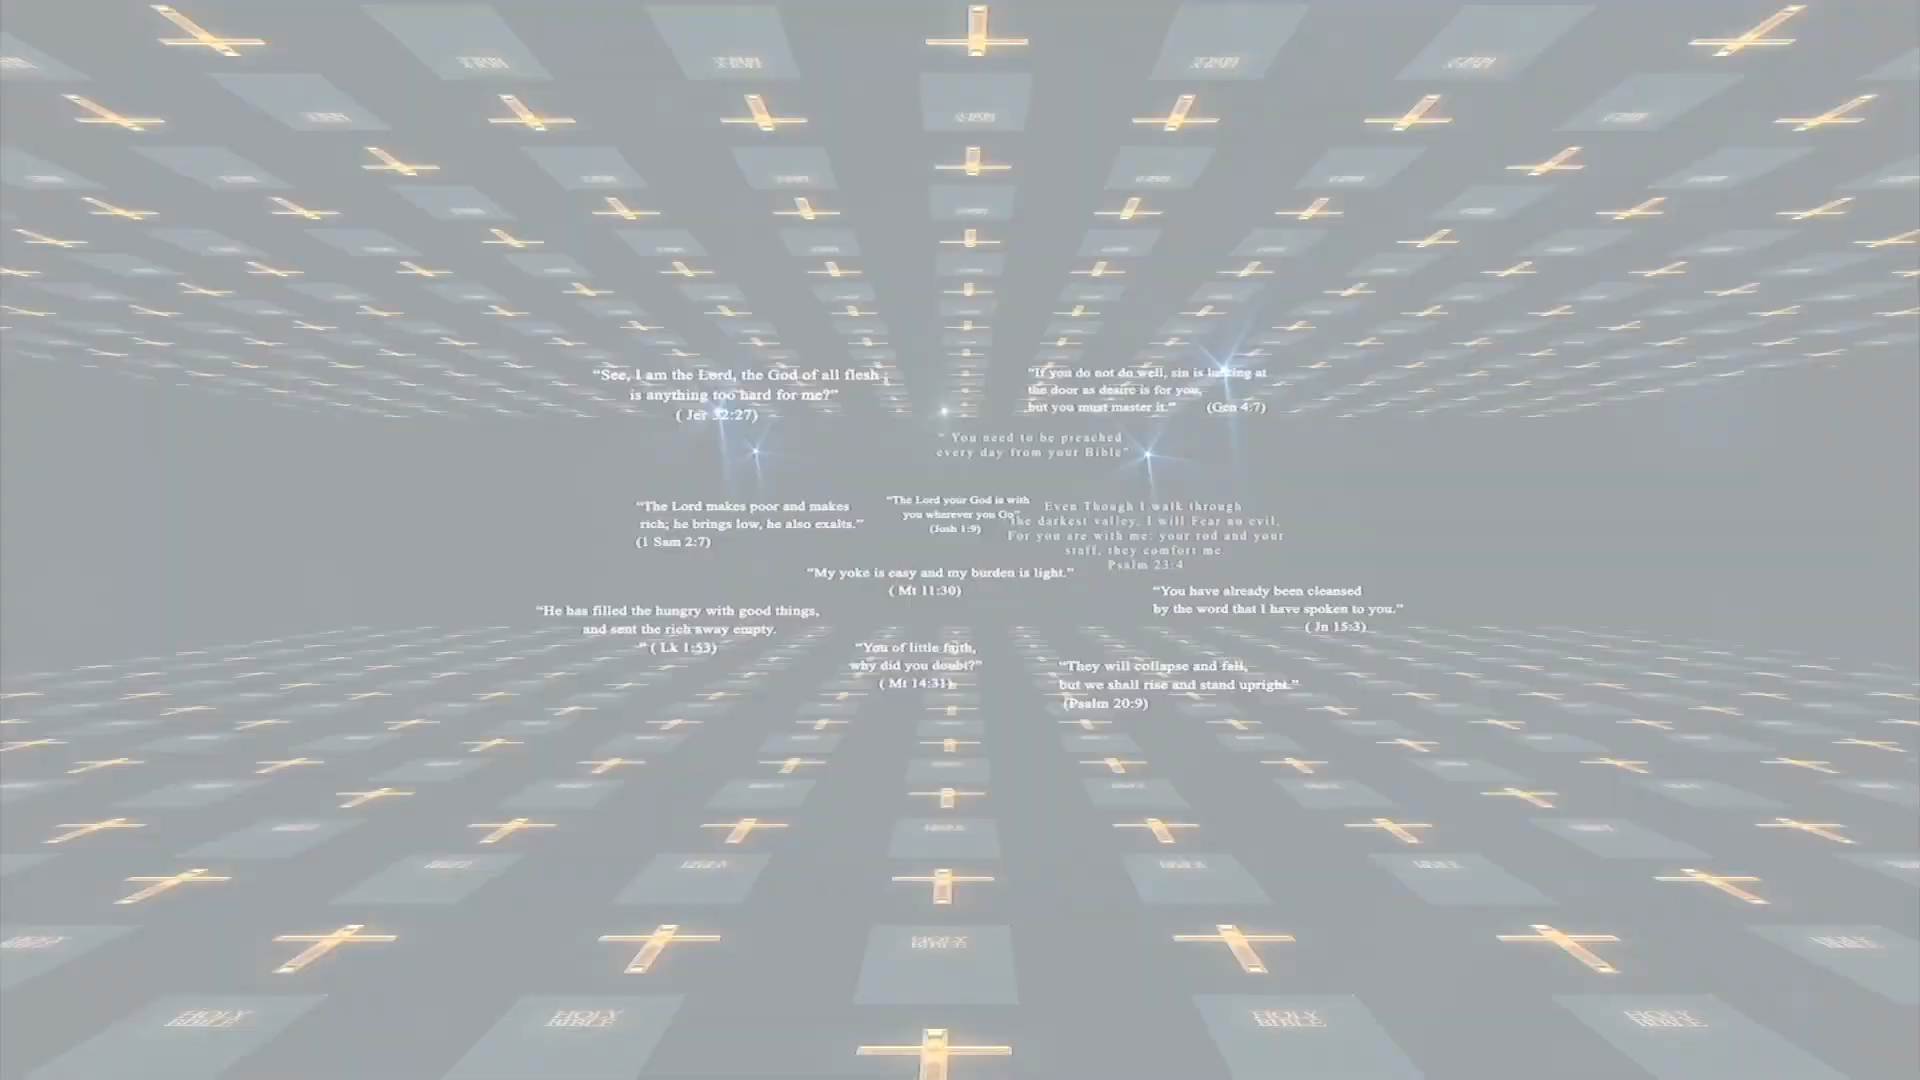 “See, I am the Lord, the God of all flesh ;
is anything too hard for me?”
( Jer 32:27)
“If you do not do well, sin is lurking at
the door as desire is for you,
but you must master it.” (Gen 4:7)
“ You need to be preached
every day from your Bible”
“The Lord makes poor and makes
rich; he brings low, he also exalts.”
(1 Sam 2:7)
“The Lord your God is with
you wherever you Go”
(Josh 1:9)
Even Though I walk through
the darkest valley, I will Fear no evil,
For you are with me; your rod and your
staff, they comfort me
Psalm 23:4
“My yoke is easy and my burden is light.”
( Mt 11:30)
“You have already been cleansed
by the word that I have spoken to you.”
( Jn 15:3)
“He has filled the hungry with good things,
and sent the rich away empty.
” ( Lk 1:53)
“You of little faith,
why did you doubt?”
( Mt 14:31)
“They will collapse and fall,
but we shall rise and stand upright.”
(Psalm 20:9)
HOLY
BIBLE
HOLY
BIBLE
HOLY
BIBLE
HOLY
BIBLE
HOLY
BIBLE